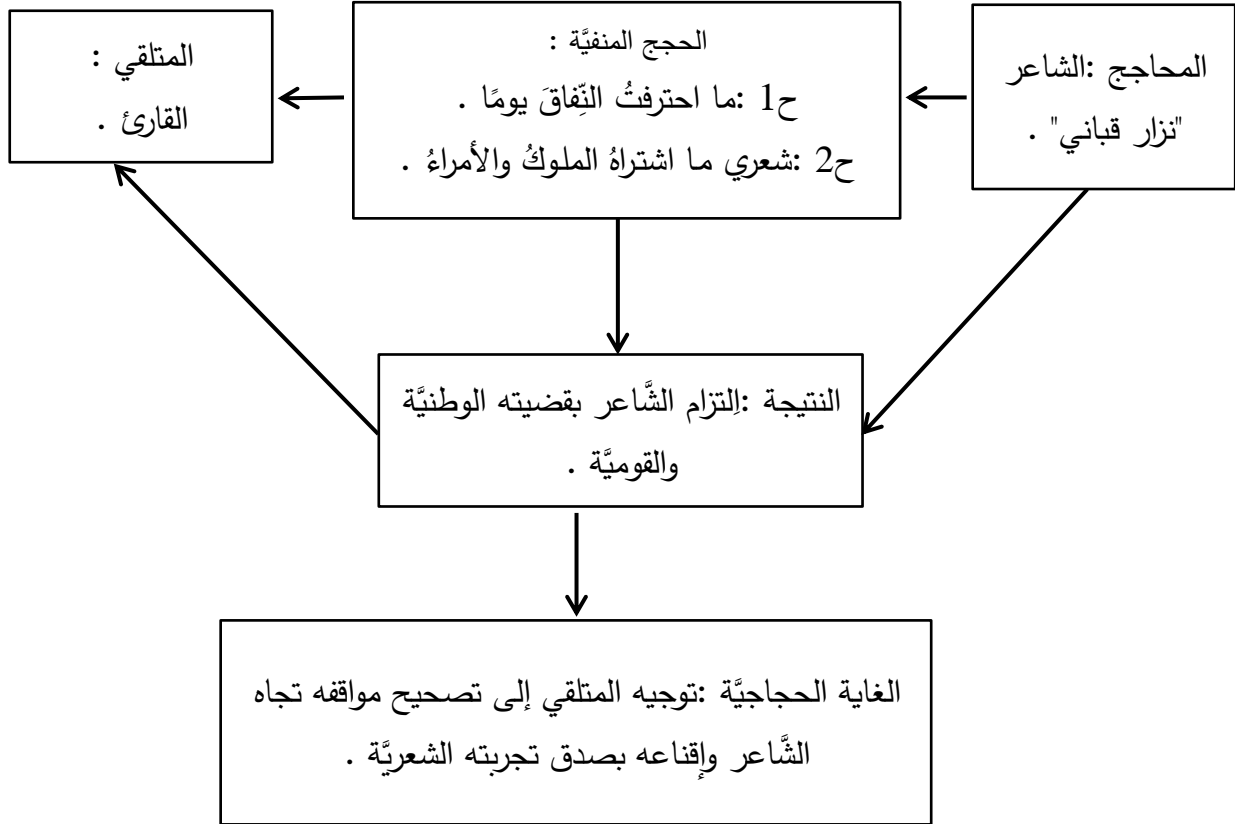 المحاجج :الشاعر
"نزار قباني" .
الحجج المنفيَّة :
ح1 :ما احترفتُ النِّفاقَ يومًا .
ح2 :شعري ما اشتراهُ الملوكُ والأمراءُ .
المتلقي :
القارئ .
النتيجة :اِلتزام الشَّاعر بقضيته الوطنيَّة
والقوميَّة .
الغاية الحجاجيَّة :توجيه المتلقي إلى تصحيح مواقفه تجاه
الشَّاعر وإقناعه بصدق تجربته الشعريَّة .